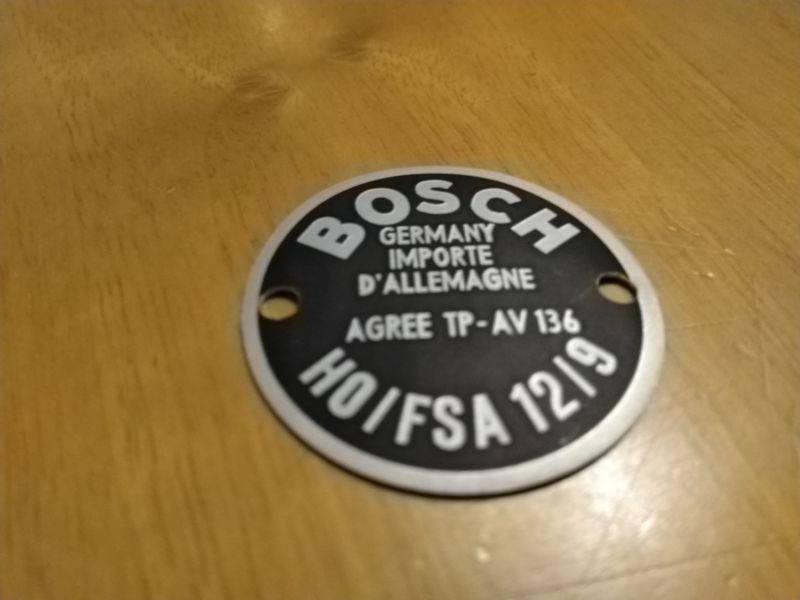 BOSCH
GERMANY
IMPORTE
D'ALLEMAGNE
AGREE TP-AV 136
HO/FSA 12/9